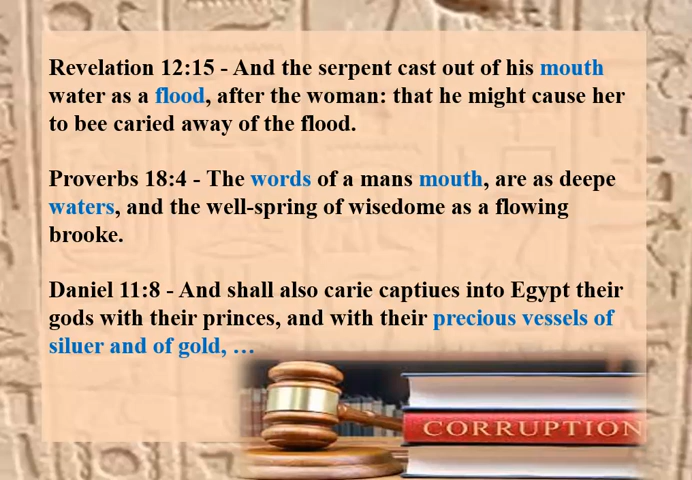 Revelation 12:15 - And the serpent cast out of his mouth
water as a flood, after the woman: that he might cause her
to bee caried away of the flood.
Proverbs 18:4 - The words of a mans mouth, are as deepe
waters, and the well-spring of wisedome as a flowing
brooke.
Daniel 11:8 - And shall also carie captiues into Egypt their
gods with their princes, and with their precious vessels of
siluer and of gold, …
CORRUPTION